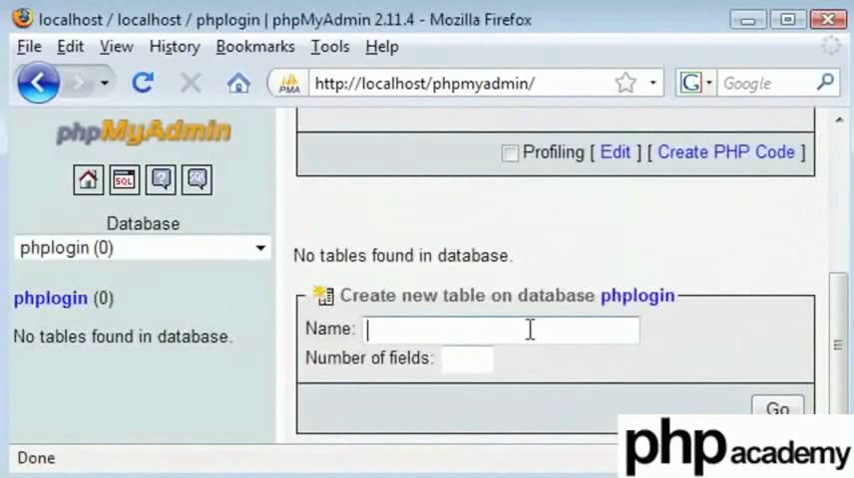 localhost / localhost / phplogin | phpMyAdmin 2.11.4 - Mozilla Firefox
File Edit View History Bookmarks Tools Help
PMA http://localhost/phpmyadmin/ G Google
phpMyAdmin
SQL
Database
phplogin (0)
phplogin (0)
No tables found in database.
Profiling [ Edit ] [ Create PHP Code ]
No tables found in database.
Create new table on database phplogin
Name:
Number of fields:
Go
Done
php academy